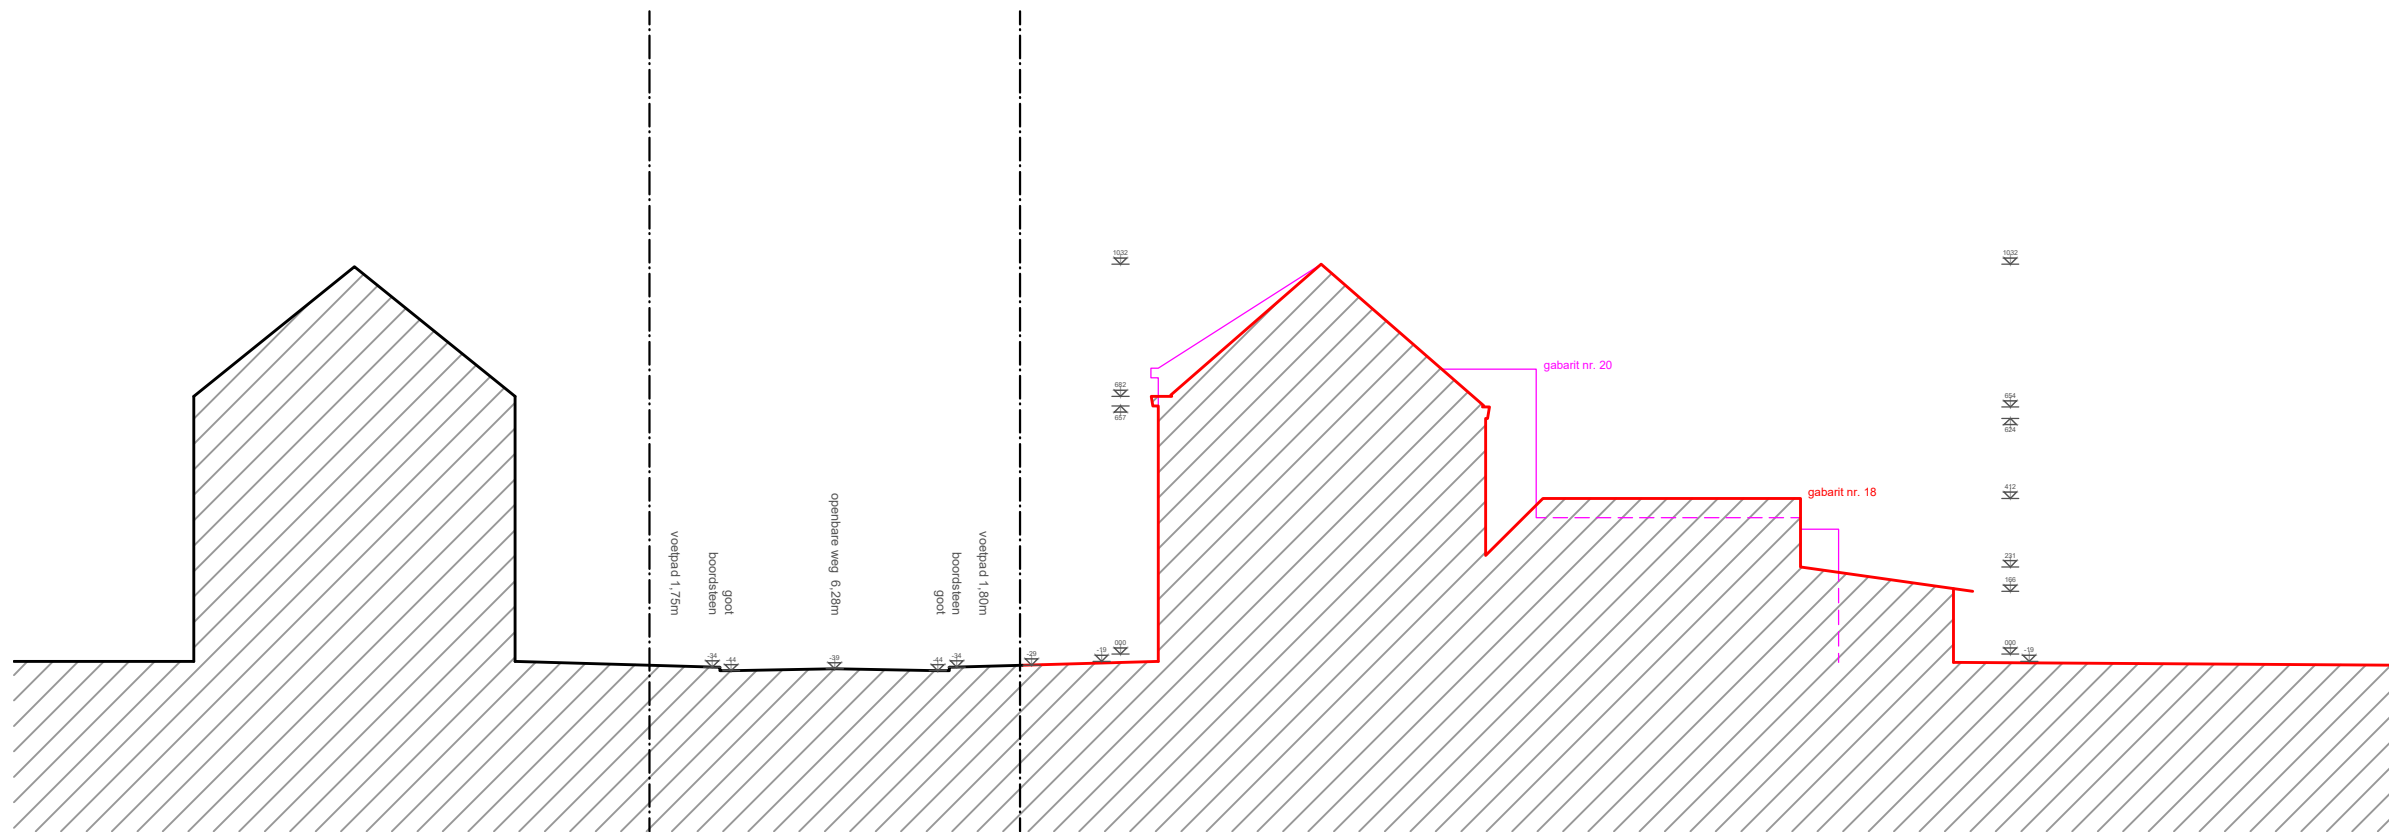 1032
1032
gabarit nr. 20
682
657
654
624
gabarit nr. 18
412
231
166
voetpad 1,75m
boordsteen
goot
openbare weg 6,28m
goot
boordsteen
voetpad 1,80m
-34
-44
-39
-44
-34
-29
-19
000
000
-19